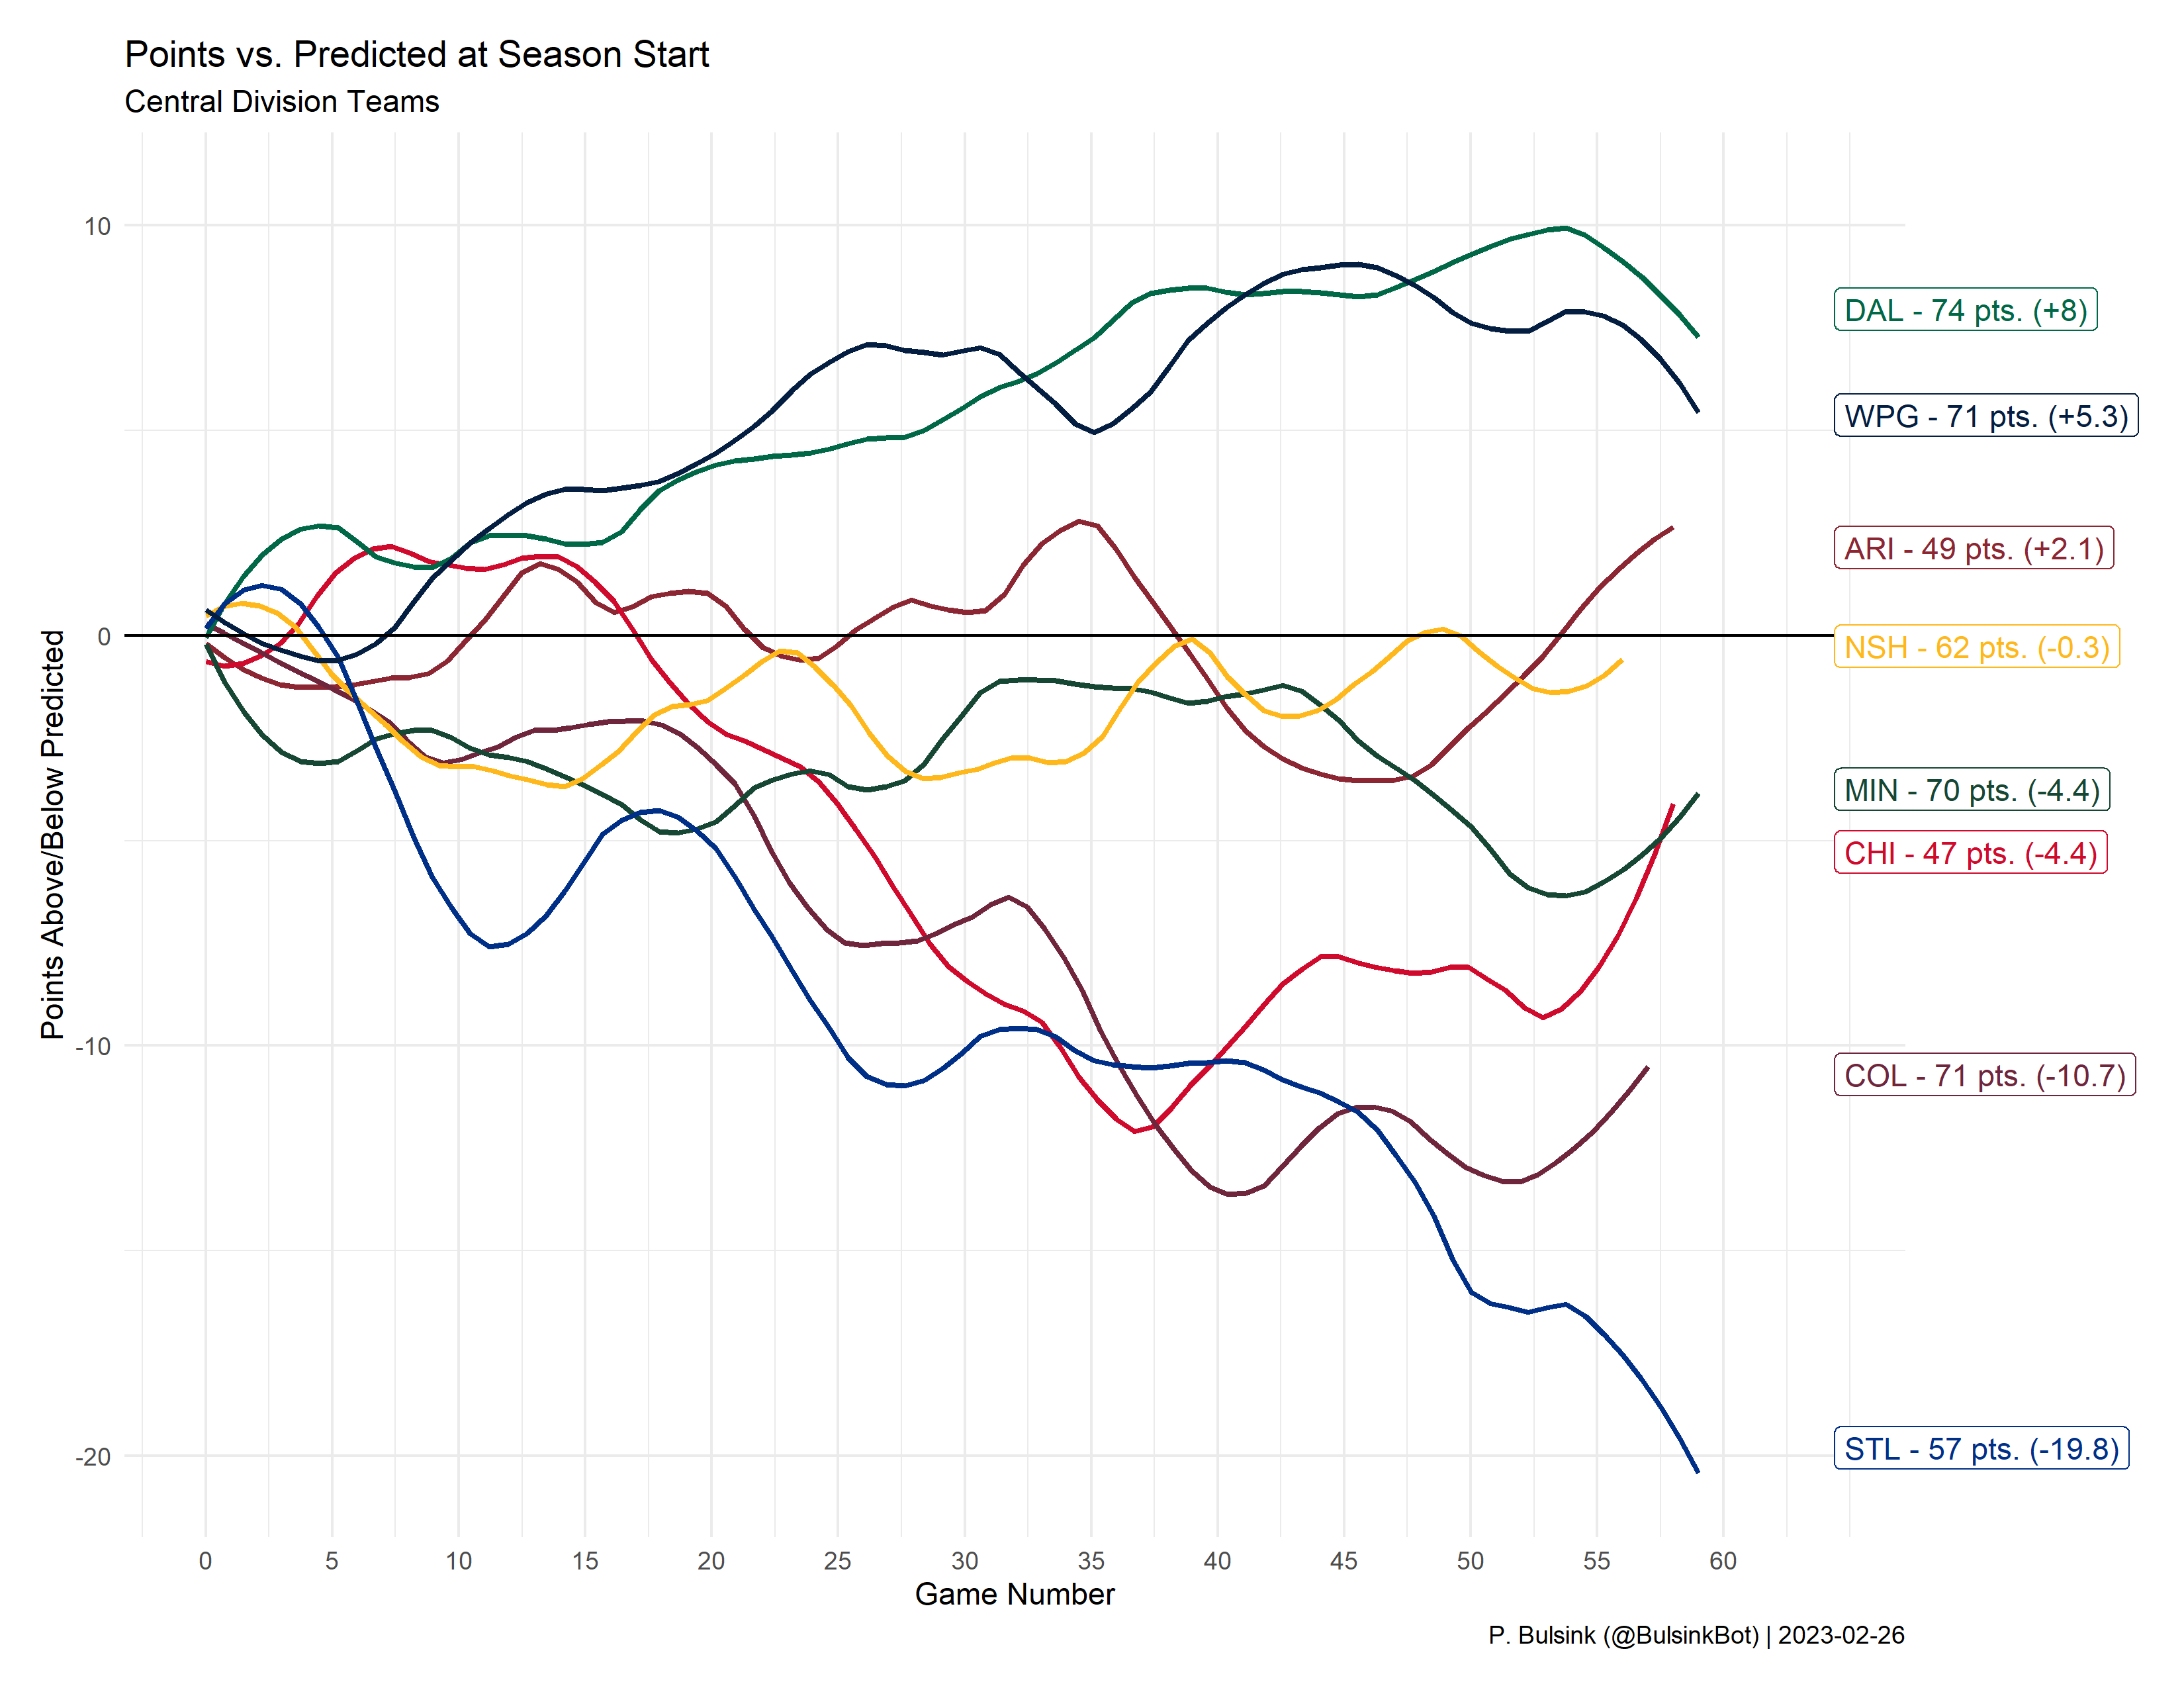 Points vs. Predicted at Season Start
Central Division Teams
Points Above/Below Predicted
10
0
-10
-20
DAL - 74 pts. (+8)
WPG - 71 pts. (+5.3)
ARI - 49 pts. (+2.1)
NSH - 62 pts. (-0.3)
MIN - 70 pts. (-4.4)
CHI - 47 pts. (-4.4)
COL - 71 pts. (-10.7)
STL - 57 pts. (-19.8)
0 5 10 15 20 25 30 35 40 45 50 55 60
Game Number
P. Bulsink (@BulsinkBot) | 2023-02-26